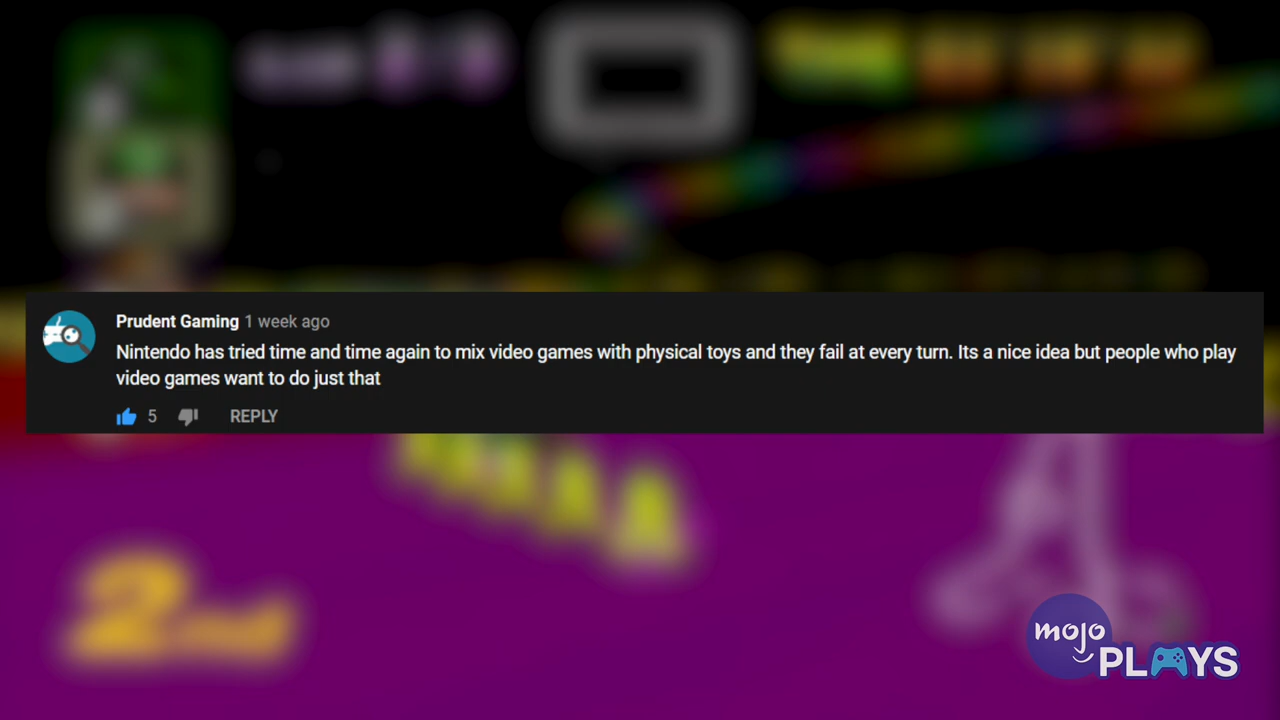 Prudent Gaming 1 week ago
Nintendo has tried time and time again to mix video games with physical toys and they fail at every turn. Its a nice idea but people who play
video games want to do just that
5 REPLY
2nd
mojo
PLAYS